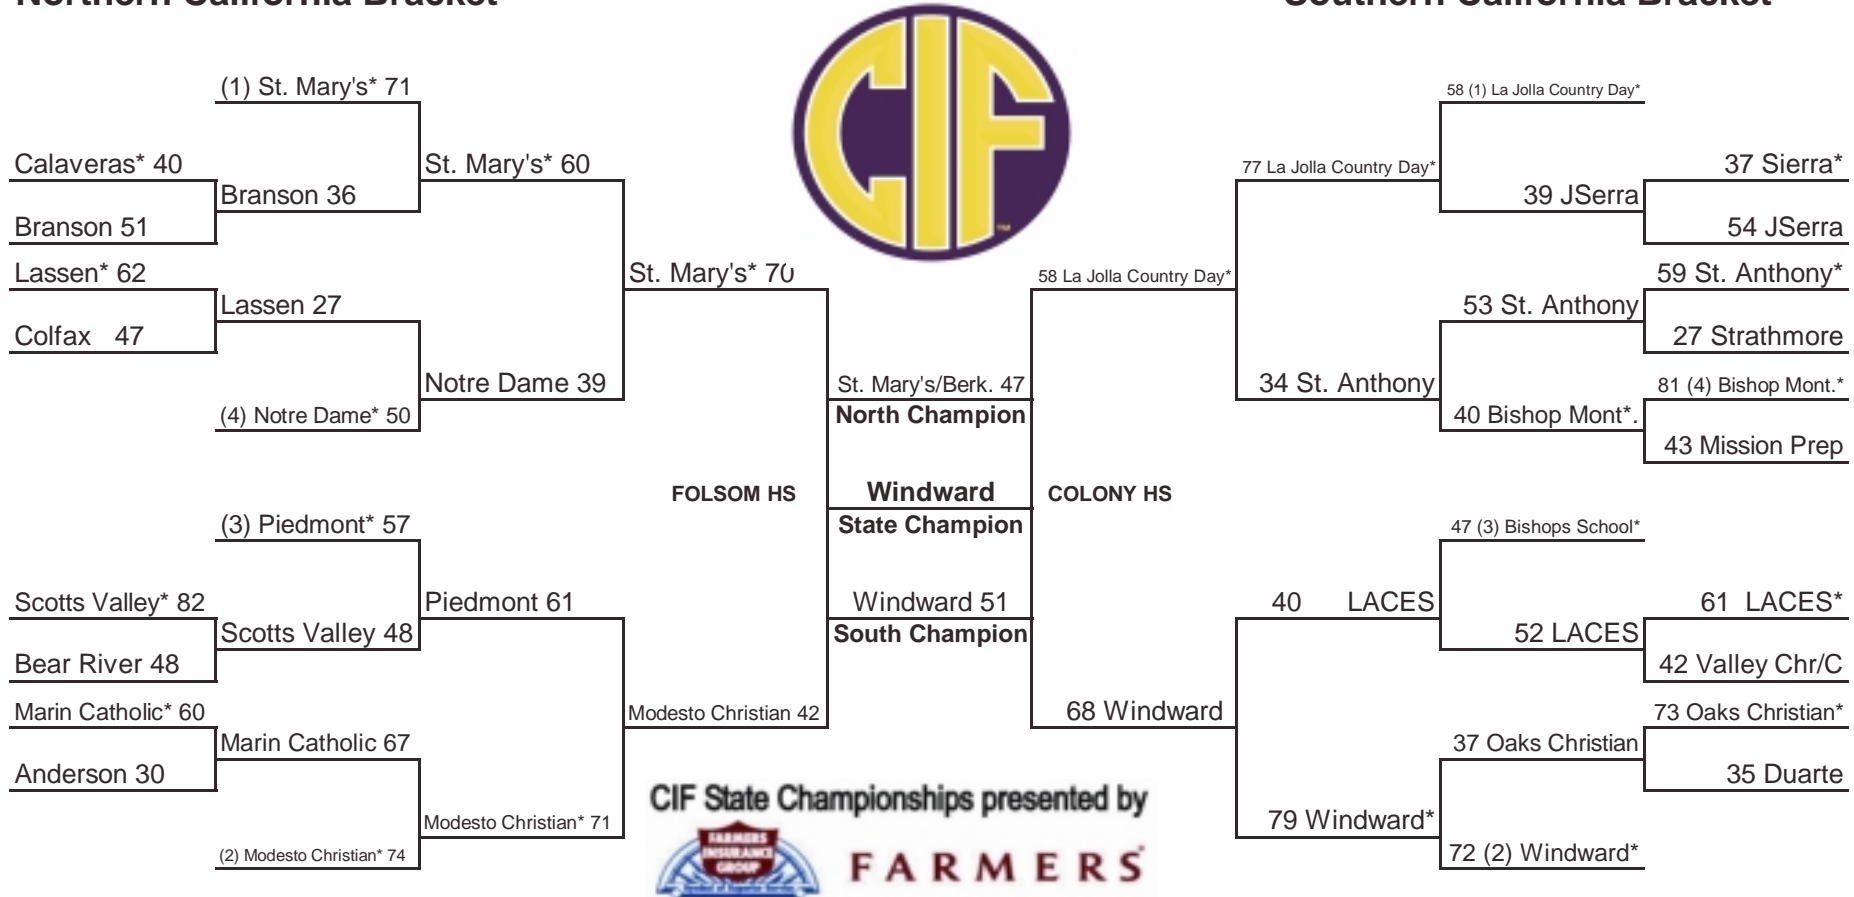 Northern California Bracket
Southern California Bracket
CIF
™
(1) St. Mary's* 71
Calaveras* 40
St. Mary's* 60
Branson 36
Branson 51
Lassen* 62
St. Mary's* 70
Lassen 27
Colfax 47
Notre Dame 39
(4) Notre Dame* 50
(3) Piedmont* 57
Scotts Valley* 82
Piedmont 61
Scotts Valley 48
Bear River 48
Marin Catholic* 60
Modesto Christian 42
Marin Catholic 67
Anderson 30
Modesto Christian* 71
(2) Modesto Christian* 74
FOLSOM HS
St. Mary's/Berk. 47
North Champion
Windward
State Champion
Windward 51
South Champion
COLONY HS
58 (1) La Jolla Country Day*
77 La Jolla Country Day*
37 Sierra*
39 JSerra
54 JSerra
58 La Jolla Country Day*
59 St. Anthony*
53 St. Anthony
27 Strathmore
34 St. Anthony
81 (4) Bishop Mont.*
40 Bishop Mont*.
43 Mission Prep
47 (3) Bishops School*
40 LACES
61 LACES*
52 LACES
42 Valley Chr/C
68 Windward
73 Oaks Christian*
37 Oaks Christian
35 Duarte
79 Windward*
72 (2) Windward*
CIF State Championships presented by
FARMERS
INSURANCE
GROUP
FARMERS